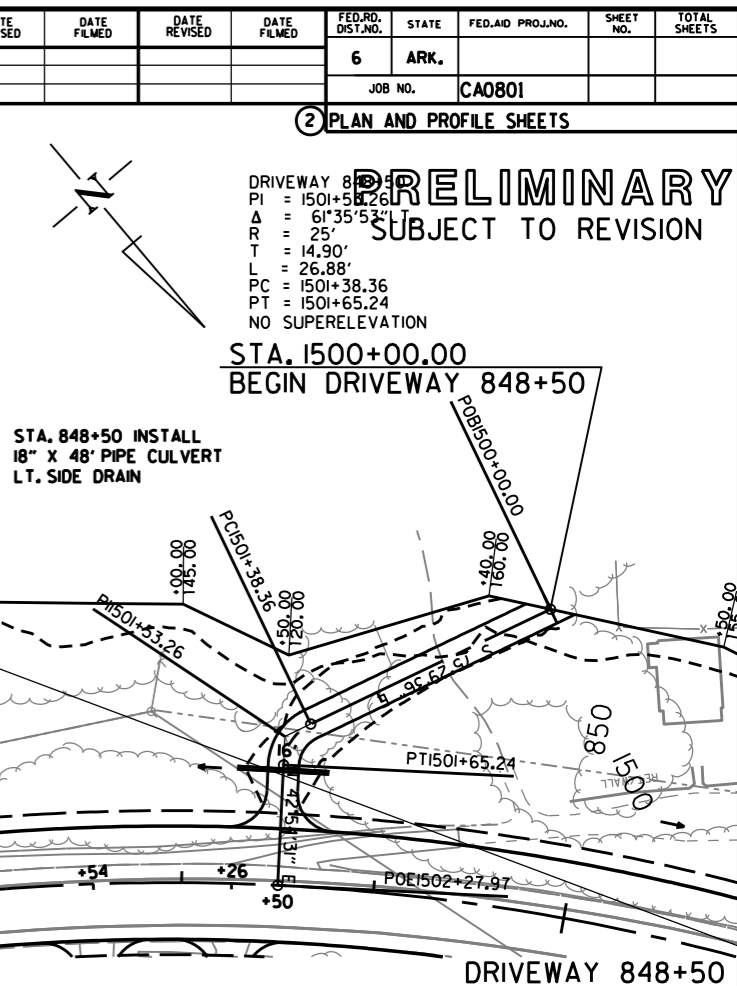 DATE FILMED
DATE REVISED
DATE FILMED
FED.RD. DIST.NO.
STATE
FED.AID PROJ.NO.
SHEET NO.
TOTAL SHEETS
6
ARK.
JOB NO.
CA0801
2
PLAN AND PROFILE SHEETS
PRELIMINARY
SUBJECT TO REVISION
N
DRIVEWAY 848+50
PI = 1501+53.26
Δ = 61°35'53"LT.
R = 25'
T = 14.90'
L = 26.88'
PC = 1501+38.36
PT = 1501+65.24
NO SUPERELEVATION
STA. 1500+00.00
BEGIN DRIVEWAY 848+50
STA. 848+50 INSTALL
18" X 48' PIPE CULVERT
LT. SIDE DRAIN
POB1500+00.00
PC1501+38.36
PI1501+53.26
+00.00
145.00
150.00
120.00
+40.00
160.00
+50.00
16'
PT1501+65.24
850
1500
RET. WALL
+54
+26
+50
POE1502+27.97
DRIVEWAY 848+50